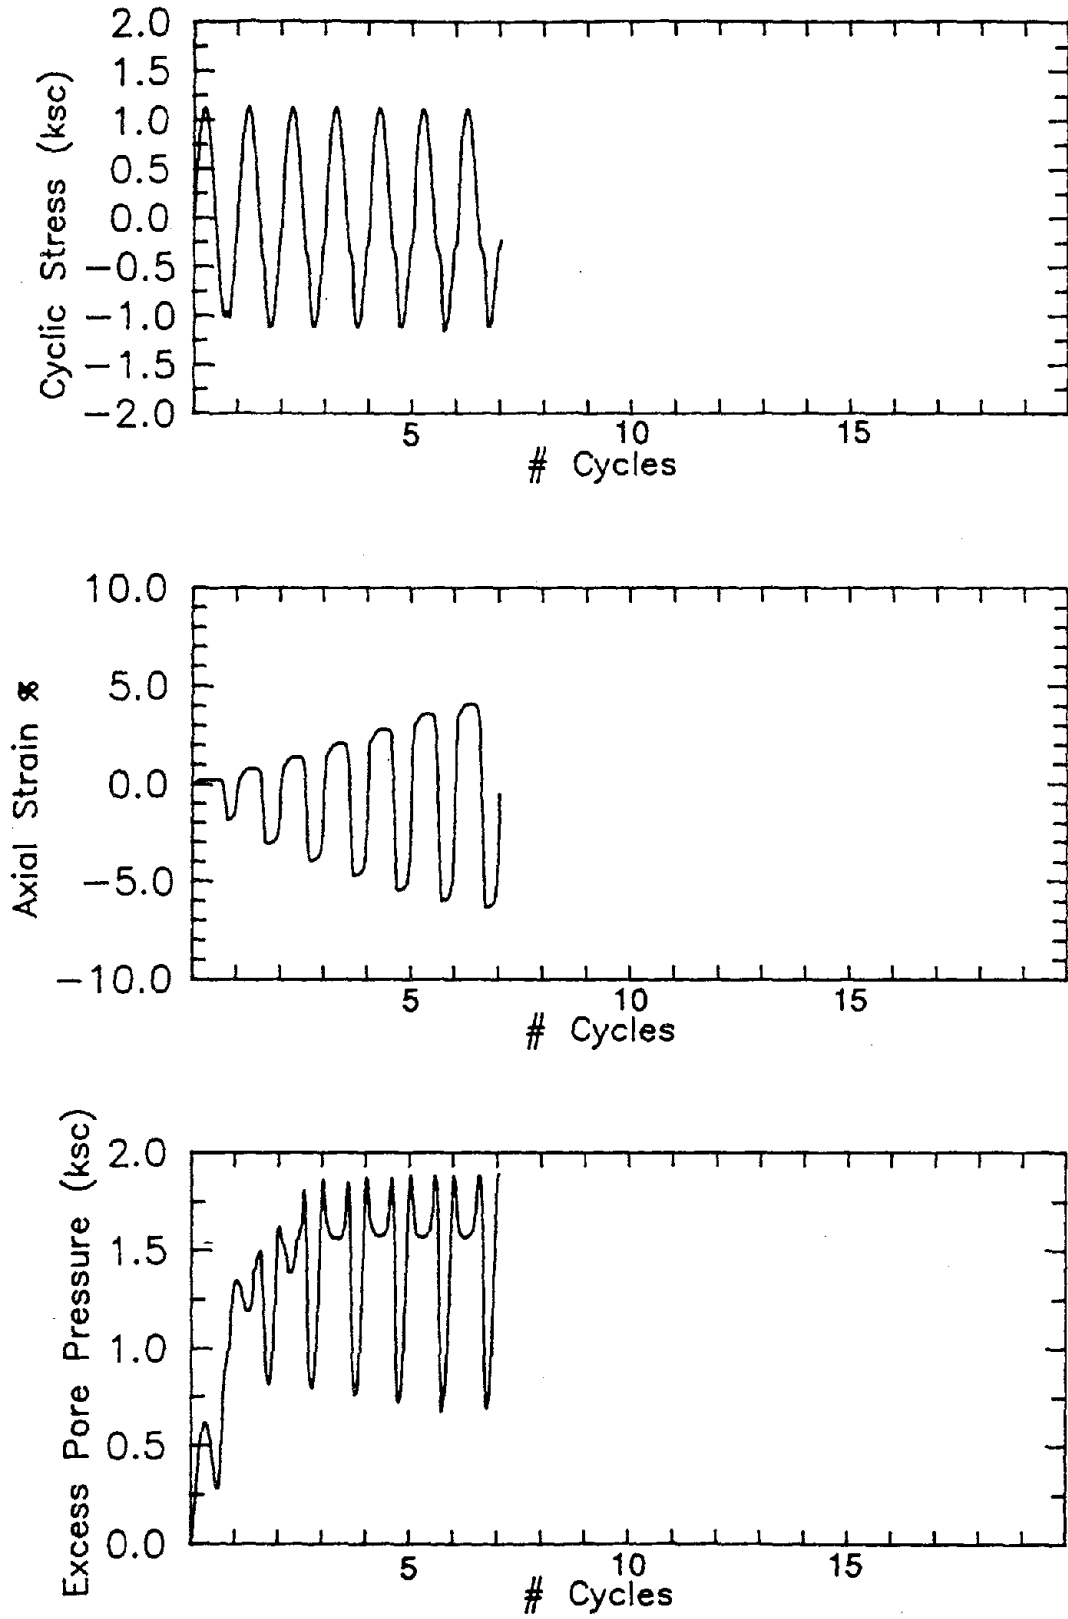 Cyclic Stress (ksc)
2.0
1.5
1.0
0.5
0.0
−0.5
−1.0
−1.5
−2.0
5 10 15
# Cycles
Axial Strain %
10.0
5.0
0.0
−5.0
−10.0
5 10 15
# Cycles
Excess Pore Pressure (ksc)
2.0
1.5
1.0
0.5
0.0
5 10 15
# Cycles